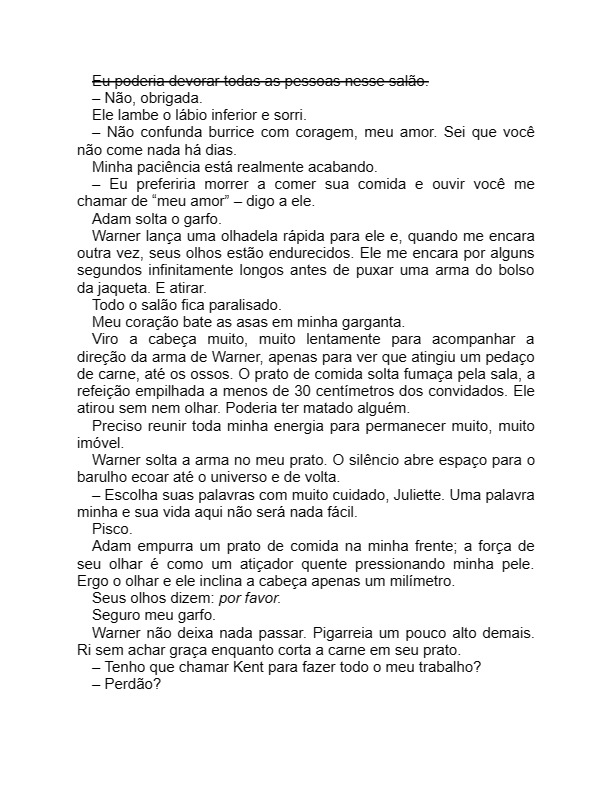 Eu poderia devorar todas as pessoas nesse salão.
– Não, obrigada.
Ele lambe o lábio inferior e sorri.
– Não confunda burrice com coragem, meu amor. Sei que você
não come nada há dias.
Minha paciência está realmente acabando.
– Eu preferiria morrer a comer sua comida e ouvir você me
chamar de “meu amor” – digo a ele.
Adam solta o garfo.
Warner lança uma olhadela rápida para ele e, quando me encara
outra vez, seus olhos estão endurecidos. Ele me encara por alguns
segundos infinitamente longos antes de puxar uma arma do bolso
da jaqueta. E atirar.
Todo o salão fica paralisado.
Meu coração bate as asas em minha garganta.
Viro a cabeça muito, muito lentamente para acompanhar a
direção da arma de Warner, apenas para ver que atingiu um pedaço
de carne, até os ossos. O prato de comida solta fumaça pela sala, a
refeição empilhada a menos de 30 centímetros dos convidados. Ele
atirou sem nem olhar. Poderia ter matado alguém.
Preciso reunir toda minha energia para permanecer muito, muito
imóvel.
Warner solta a arma no meu prato. O silêncio abre espaço para o
barulho ecoar até o universo e de volta.
– Escolha suas palavras com muito cuidado, Juliette. Uma palavra
minha e sua vida aqui não será nada fácil.
Pisco.
Adam empurra um prato de comida na minha frente; a força de
seu olhar é como um atiçador quente pressionando minha pele.
Ergo o olhar e ele inclina a cabeça apenas um milímetro.
Seus olhos dizem: por favor.
Seguro meu garfo.
Warner não deixa nada passar. Pigarreia um pouco alto demais.
Ri sem achar graça enquanto corta a carne em seu prato.
– Tenho que chamar Kent para fazer todo o meu trabalho?
– Perdão?